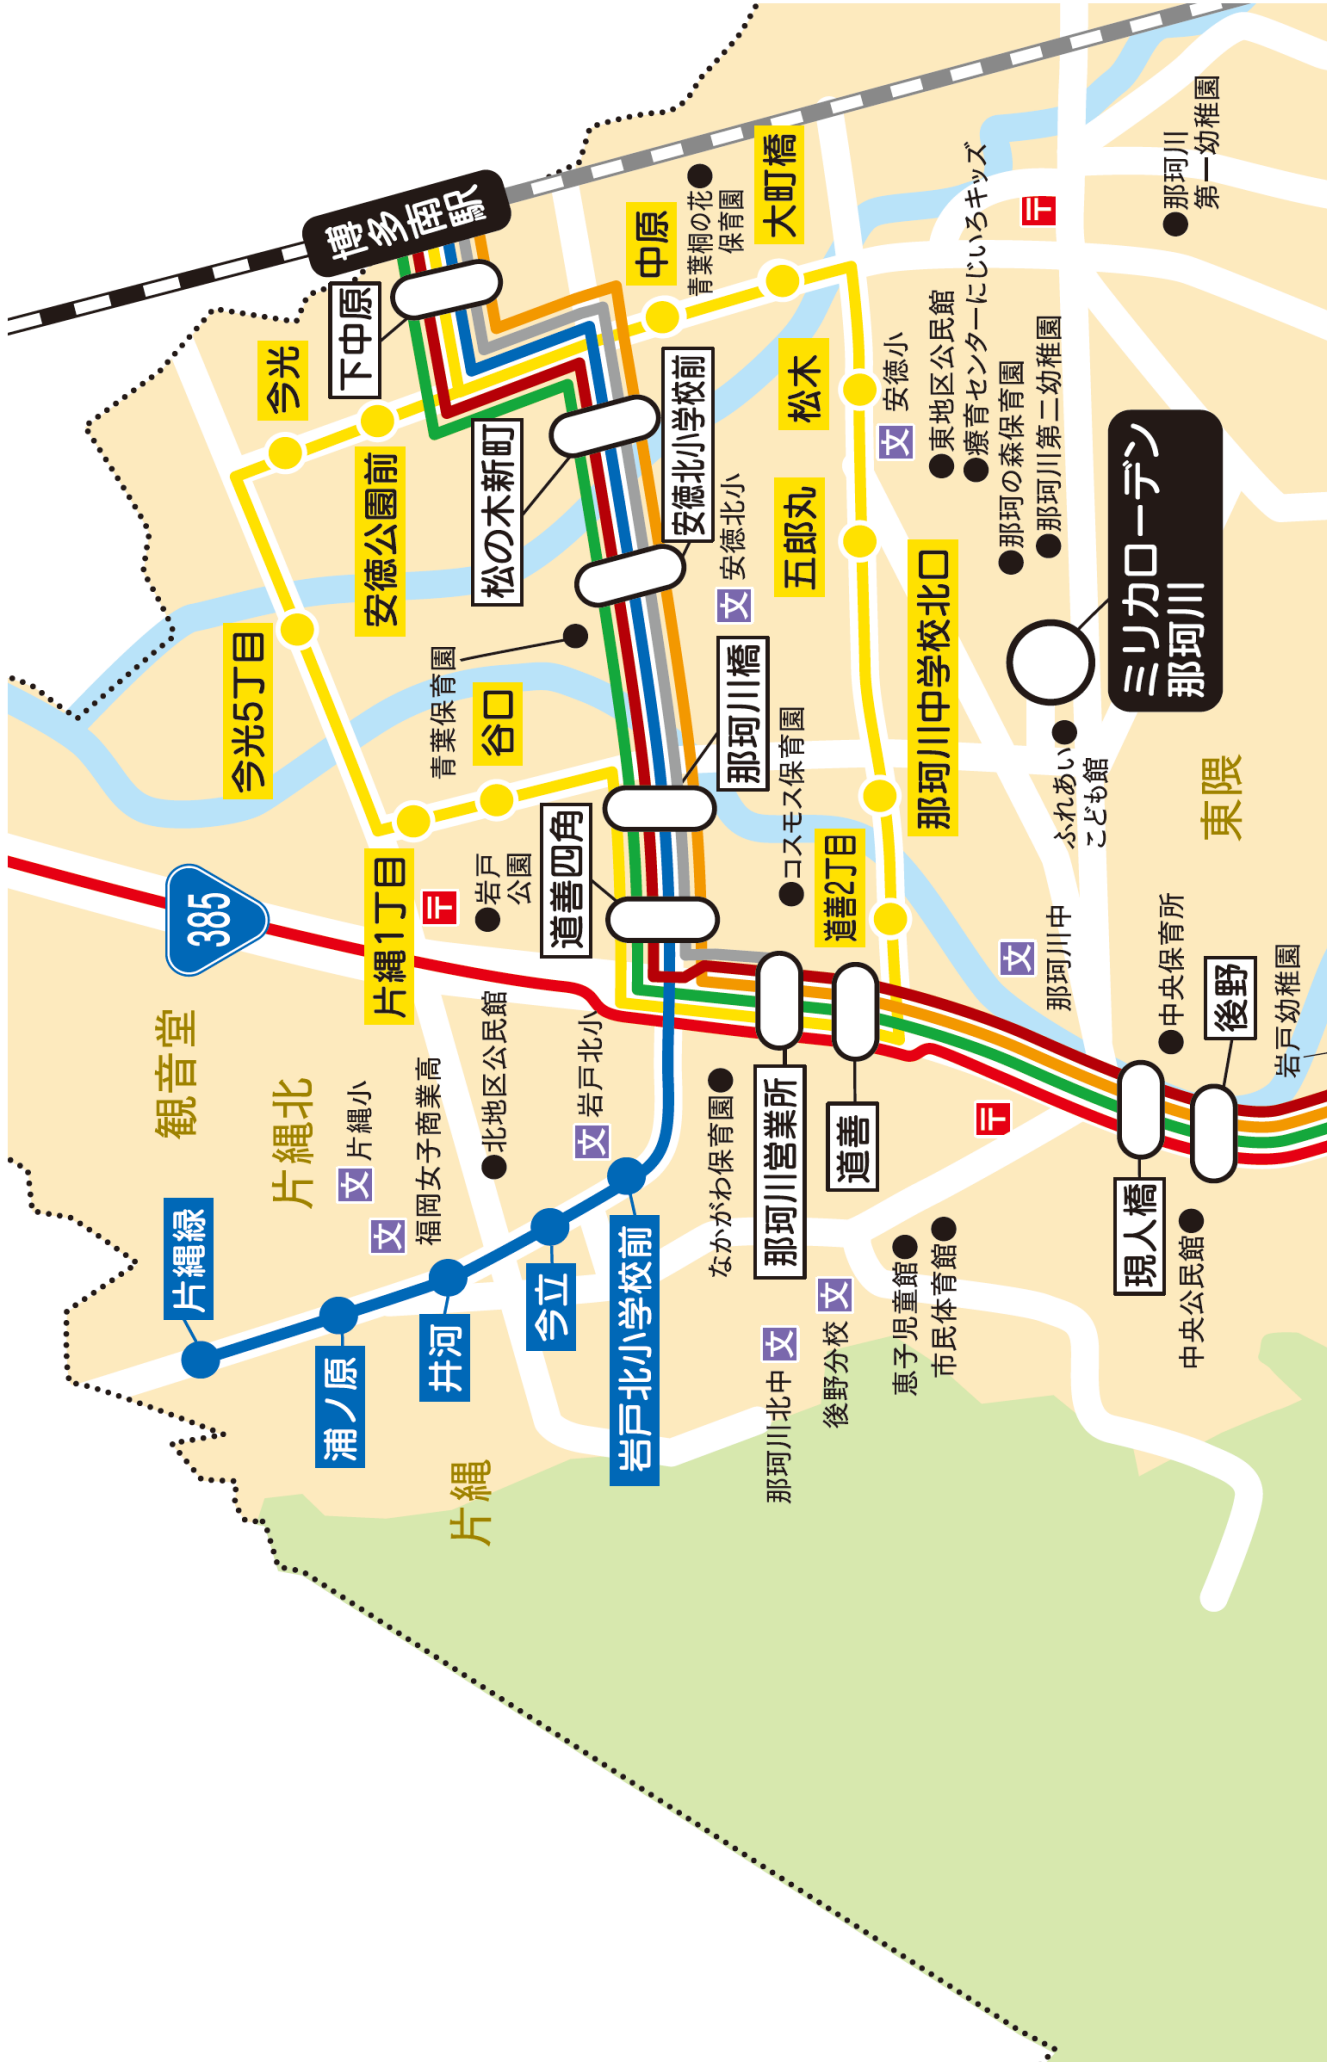 観音堂
片縄北
片縄
東隈
385
博多南駅
下中原
松の木新町
安徳北小学校前
那珂川橋
道善四角
那珂川営業所
道善
現人橋
後野
ミリカローデン
那珂川
今光
安徳公園前
今光5丁目
谷口
片縄1丁目
中原
大町橋
松木
五郎丸
那珂川中学校北口
道善2丁目
片縄緑
浦ノ原
井河
今立
岩戸北小学校前
青葉桐の花
保育園
青葉保育園
岩戸
公園
〒
文
安徳北小
コスモス保育園
文
安徳小
東地区公民館
療育センターにじいろキッズ
那珂の森保育園
那珂川第二幼稚園
〒
那珂川
第一幼稚園
ふれあい
こども館
文
那珂川中
中央保育所
岩戸幼稚園
文
片縄小
文
福岡女子商業高
北地区公民館
文
岩戸北小
なかがわ保育園
〒
文
那珂川北中
文
後野分校
恵子児童館
市民体育館
中央公民館